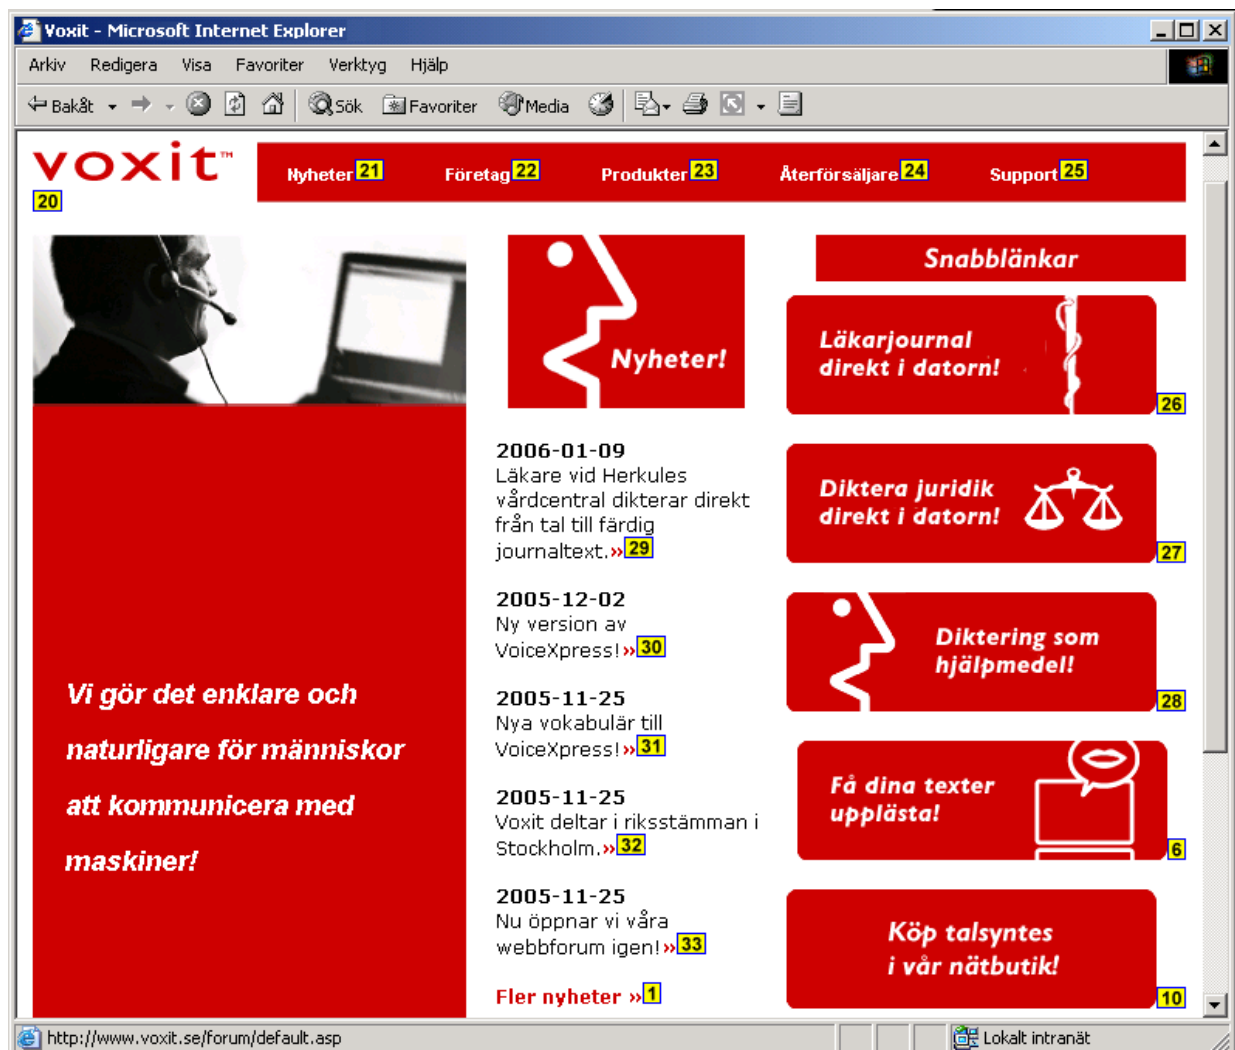 Voxit - Microsoft Internet Explorer
Arkiv Redigera Visa Favoriter Verktyg Hjälp
Bakåt Sök Favoriter Media
voxit™
20
Nyheter 21 Företag 22 Produkter 23 Återförsäljare 24 Support 25
Vi gör det enklare och
naturligare för människor
att kommunicera med
maskiner!
Nyheter!
2006-01-09
Läkare vid Herkules
vårdcentral dikterar direkt
från tal till färdig
journaltext.» 29
2005-12-02
Ny version av
VoiceXpress!» 30
2005-11-25
Nya vokabulär till
VoiceXpress!» 31
2005-11-25
Voxit deltar i riksstämman i
Stockholm.» 32
2005-11-25
Nu öppnar vi våra
webbforum igen!» 33
Fler nyheter » 1
Snabblänkar
Läkarjournal
direkt i datorn!
26
Diktera juridik
direkt i datorn!
27
Diktering som
hjälpmedel!
28
Få dina texter
upplästa!
6
Köp talsyntes
i vår nätbutik!
10
http://www.voxit.se/forum/default.asp
Lokalt intranät